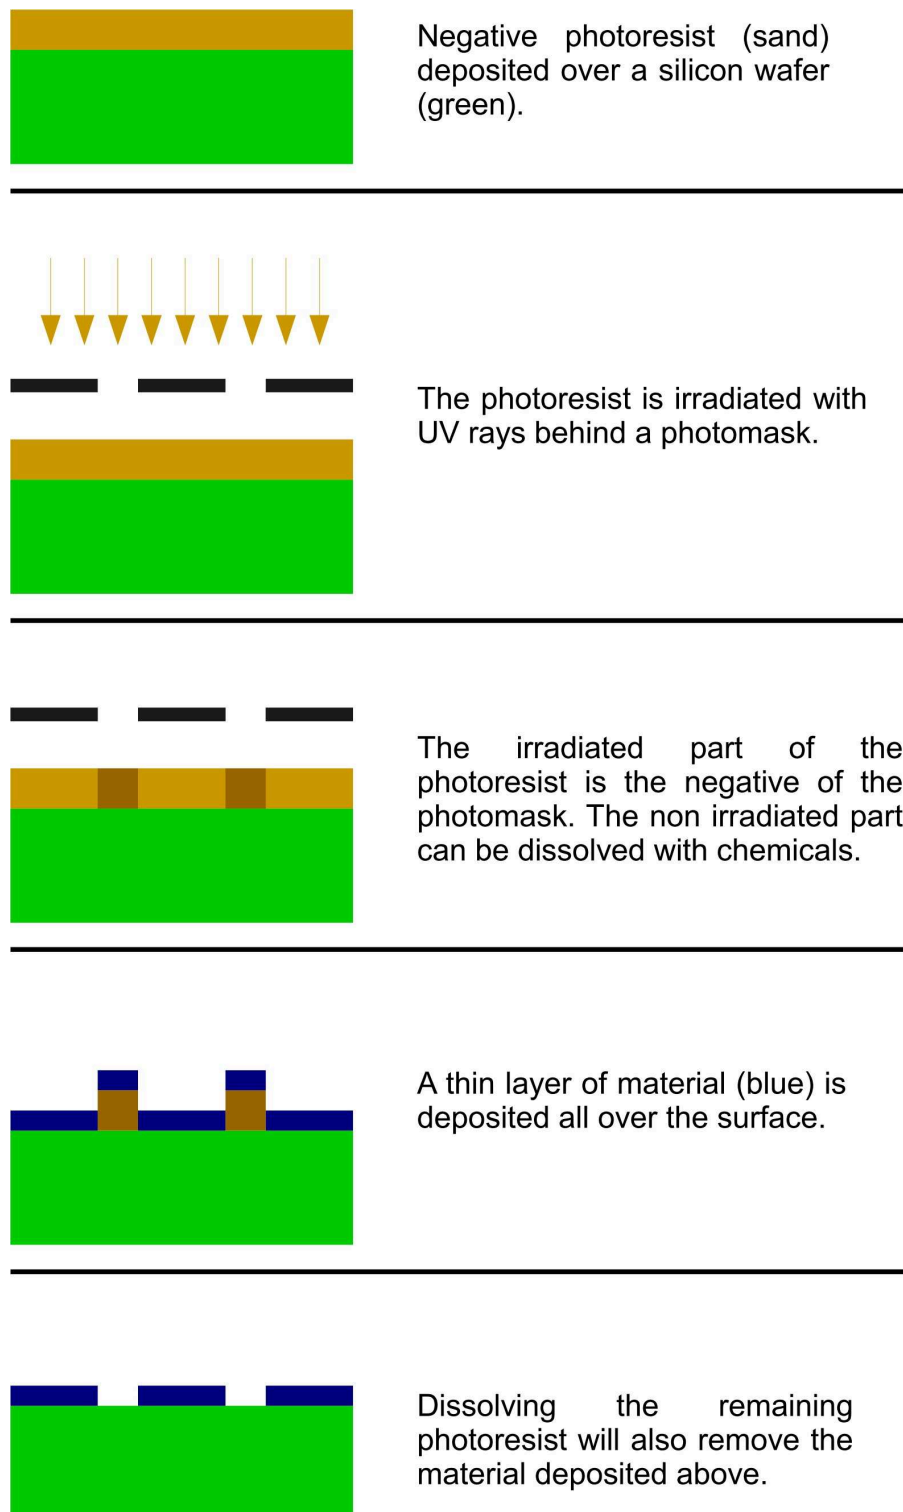 Negative photoresist (sand)
deposited over a silicon wafer
(green).
The photoresist is irradiated with
UV rays behind a photomask.
The irradiated part of the
photoresist is the negative of the
photomask. The non irradiated part
can be dissolved with chemicals.
A thin layer of material (blue) is
deposited all over the surface.
Dissolving the remaining
photoresist will also remove the
material deposited above.